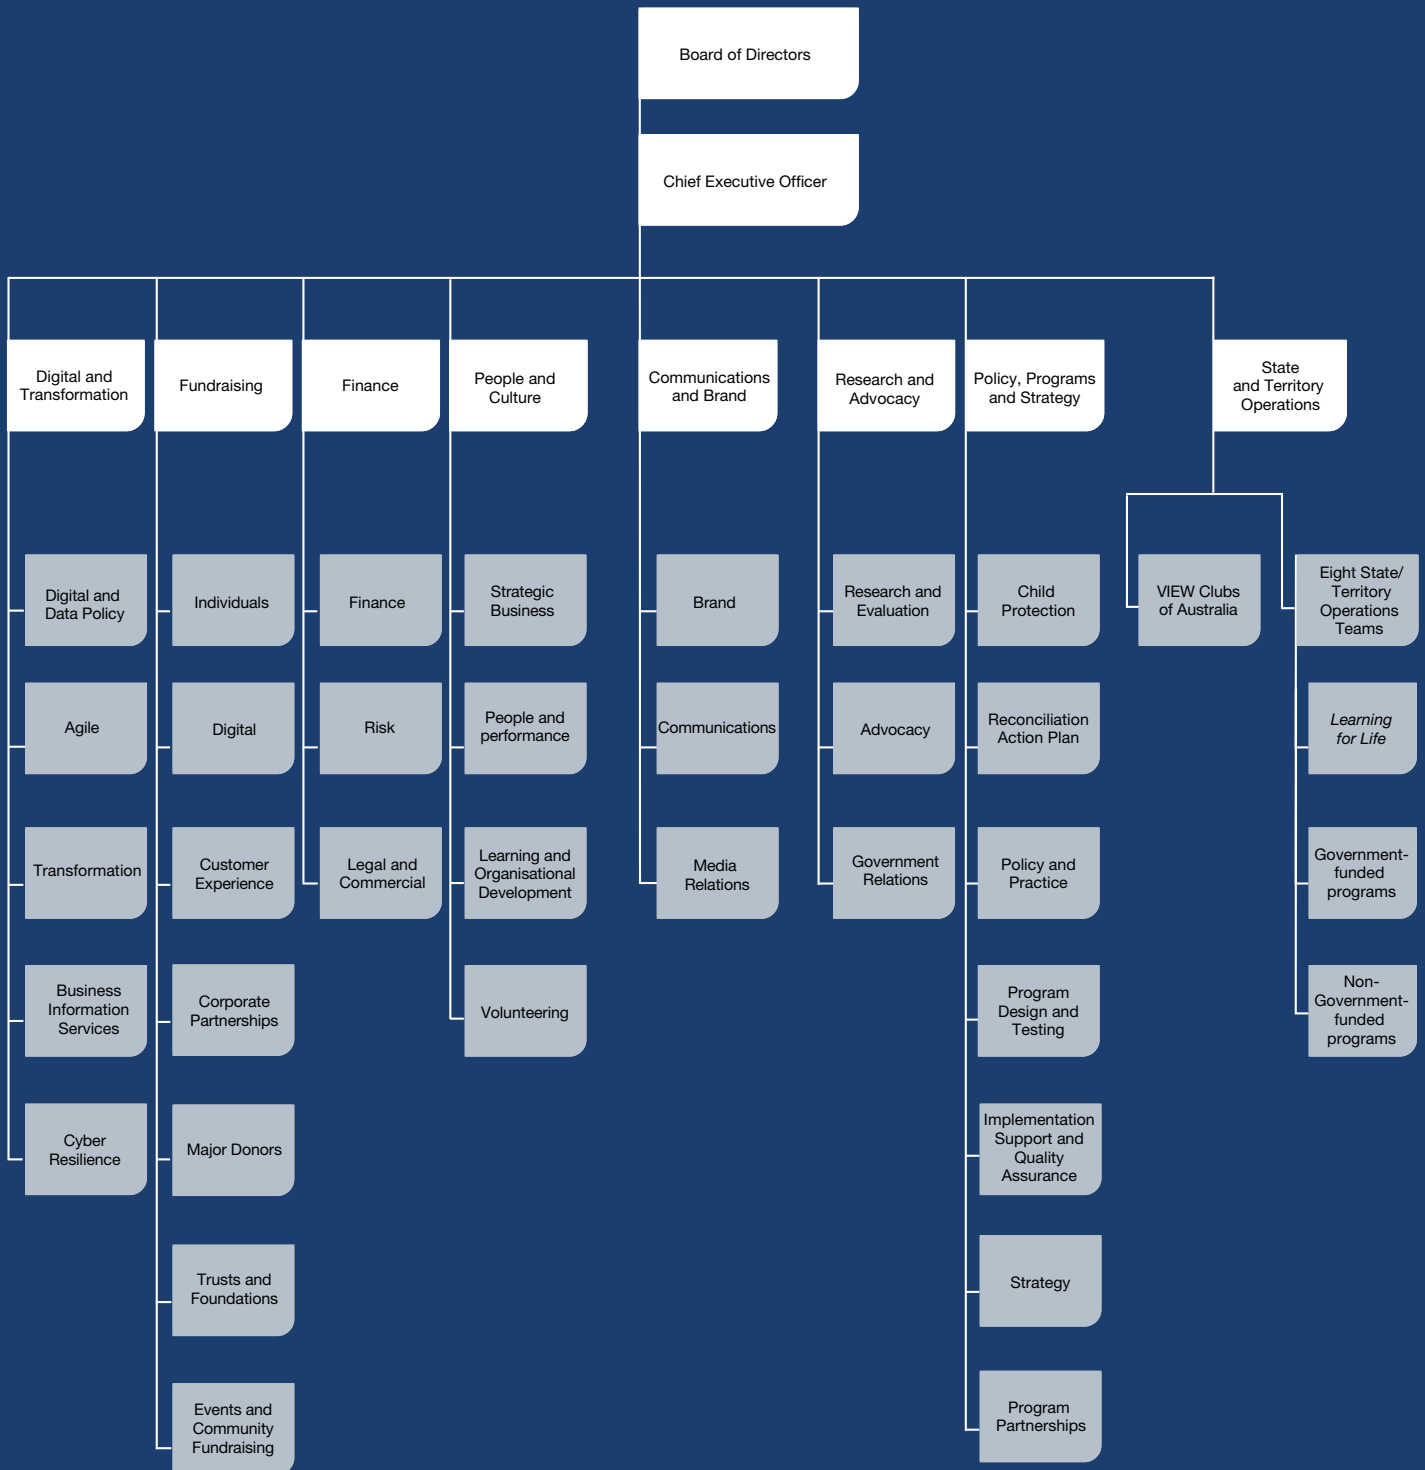 Board of Directors
Chief Executive Officer
Digital and
Transformation
Fundraising
Finance
People and
Culture
Communications
and Brand
Research and
Advocacy
Policy, Programs
and Strategy
State
and Territory
Operations
Digital and
Data Policy
Agile
Transformation
Business
Information
Services
Cyber
Resilience
Individuals
Digital
Customer
Experience
Corporate
Partnerships
Major Donors
Trusts and
Foundations
Events and
Community
Fundraising
Finance
Risk
Legal and
Commercial
Strategic
Business
People and
performance
Learning and
Organisational
Development
Volunteering
Brand
Communications
Media
Relations
Research and
Evaluation
Advocacy
Government
Relations
Child
Protection
Reconciliation
Action Plan
Policy and
Practice
Program
Design and
Testing
Implementation
Support and
Quality
Assurance
Strategy
Program
Partnerships
VIEW Clubs
of Australia
Eight State/
Territory
Operations
Teams
Learning
for Life
Government-
funded
programs
Non-
Government-
funded
programs